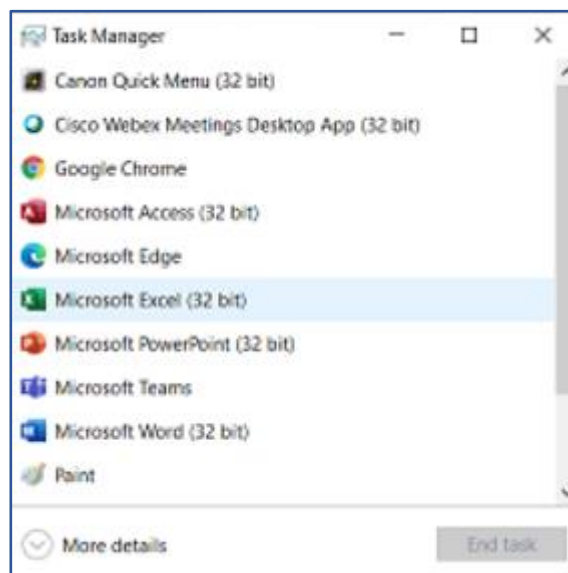 Task Manager
Canon Quick Menu (32 bit)
Cisco Webex Meetings Desktop App (32 bit)
Google Chrome
Microsoft Access (32 bit)
Microsoft Edge
Microsoft Excel (32 bit)
Microsoft PowerPoint (32 bit)
Microsoft Teams
Microsoft Word (32 bit)
Paint
More details
End task